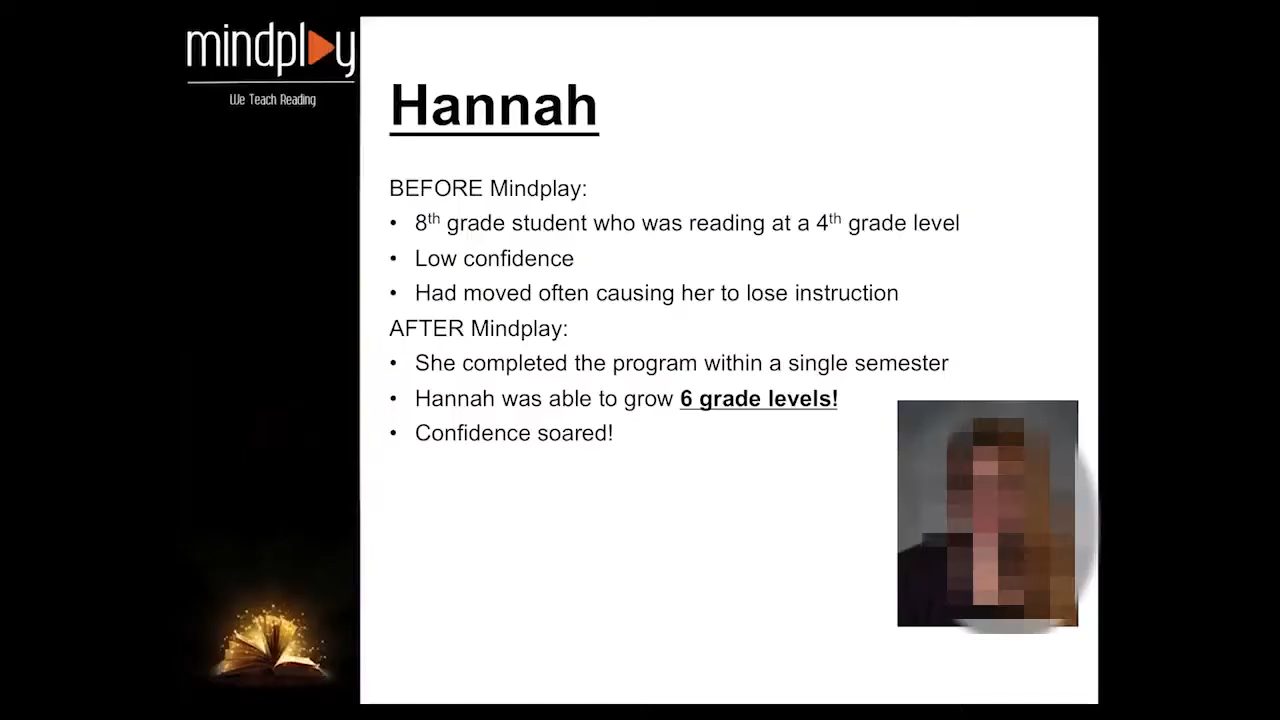 mindplay
We Teach Reading
Hannah
BEFORE Mindplay:
• 8th grade student who was reading at a 4th grade level
• Low confidence
• Had moved often causing her to lose instruction
AFTER Mindplay:
• She completed the program within a single semester
• Hannah was able to grow 6 grade levels!
• Confidence soared!